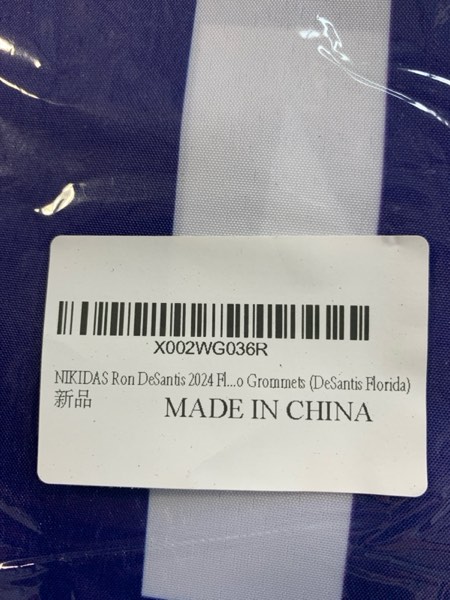 X002WG036R
NIKIDAS Ron DeSantis 2024 Fl...o Grommets (DeSantis Florida)
新品
MADE IN CHINA